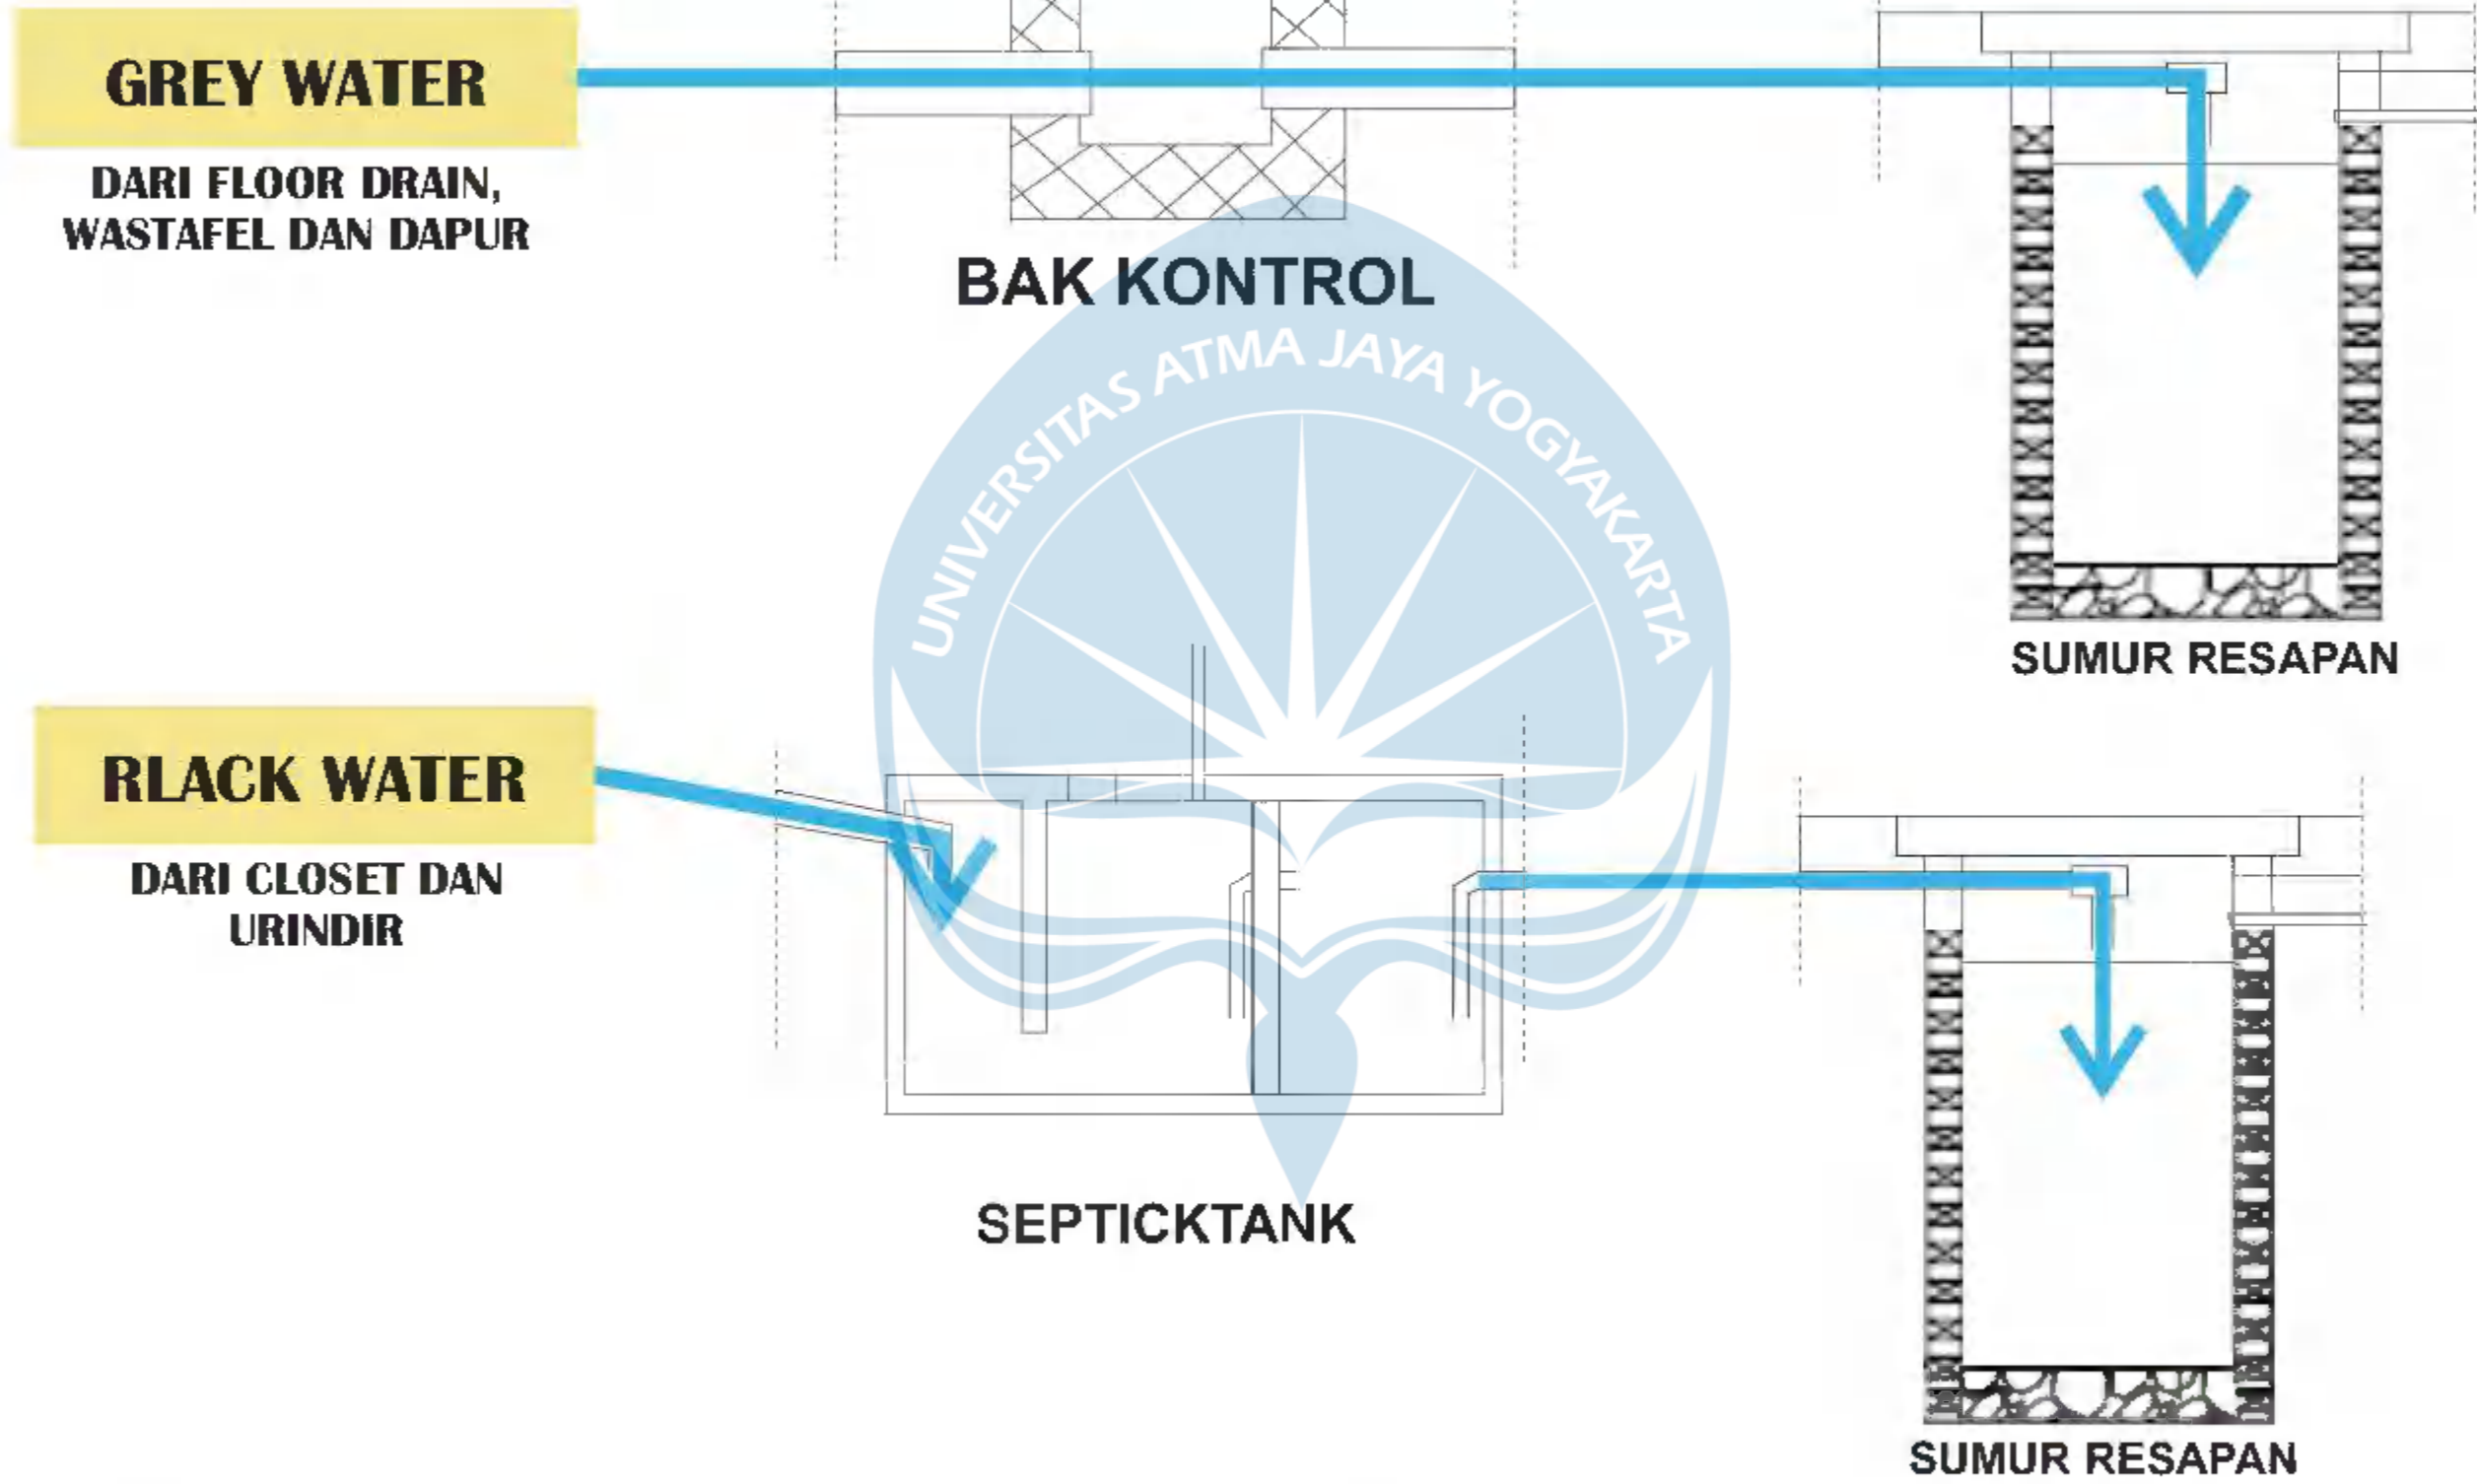 GREY WATER
DARI FLOOR DRAIN,
WASTAFEL DAN DAPUR
BAK KONTROL
UNIVERSITAS ATMA JAYA YOGYAKARTA
SUMUR RESAPAN
RLACK WATER
DARI CLOSET DAN
URINDIR
SEPTICKTANK
SUMUR RESAPAN